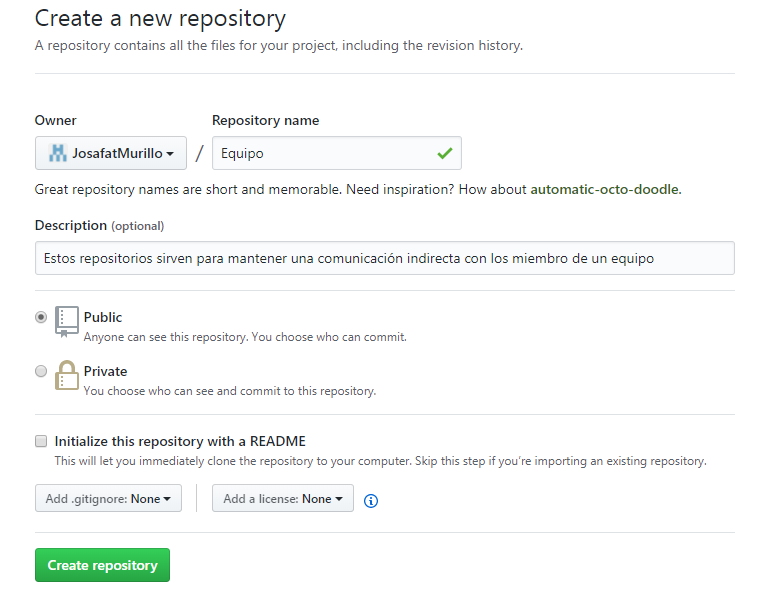 Create a new repository
A repository contains all the files for your project, including the revision history.
Owner
Repository name
JosafatMurillo
/
Equipo
Great repository names are short and memorable. Need inspiration? How about automatic-octo-doodle.
Description (optional)
Estos repositorios sirven para mantener una comunicación indirecta con los miembro de un equipo
Public
Anyone can see this repository. You choose who can commit.
Private
You choose who can see and commit to this repository.
Initialize this repository with a README
This will let you immediately clone the repository to your computer. Skip this step if you're importing an existing repository.
Add .gitignore: None
Add a license: None
Create repository